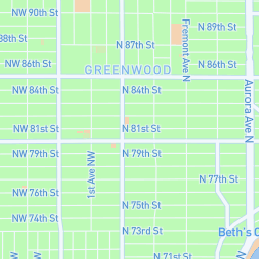 NW 90th St
N 89th St
88th St
N 87th St
Fremont Ave N
NW 86th St
N 86th St
GREENWOOD
NW 84th St
N 84th St
Aurora Ave N
NW 81st St
N 81st St
NW 79th St
N 79th St
1st Ave NW
N 77th St
NW 76th St
N 75th St
NW 74th St
N 73rd St
Beth's C
N 71st St
W
W
N